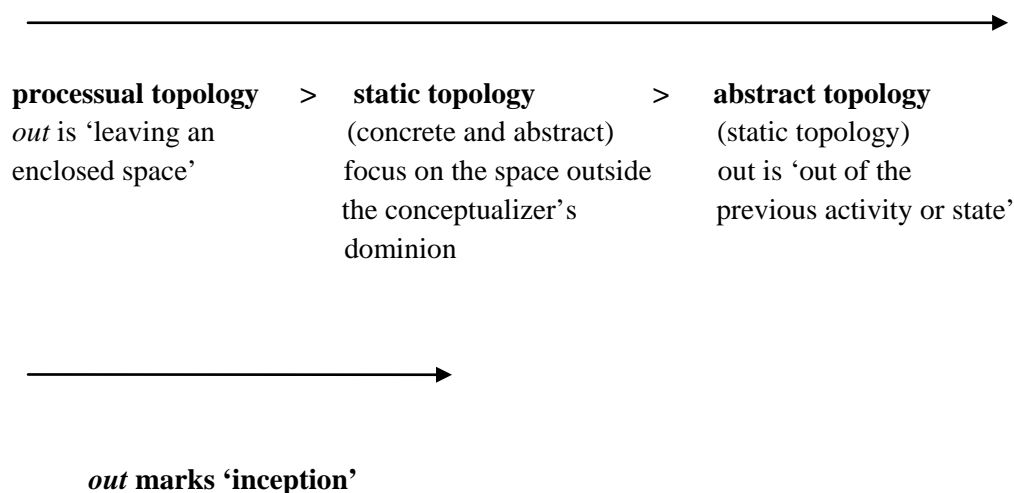 processual topology > static topology > abstract topology
out is ‘leaving an (concrete and abstract) (static topology)
enclosed space’ focus on the space outside out is ‘out of the
the conceptualizer’s previous activity or state’
dominion
out marks ‘inception’